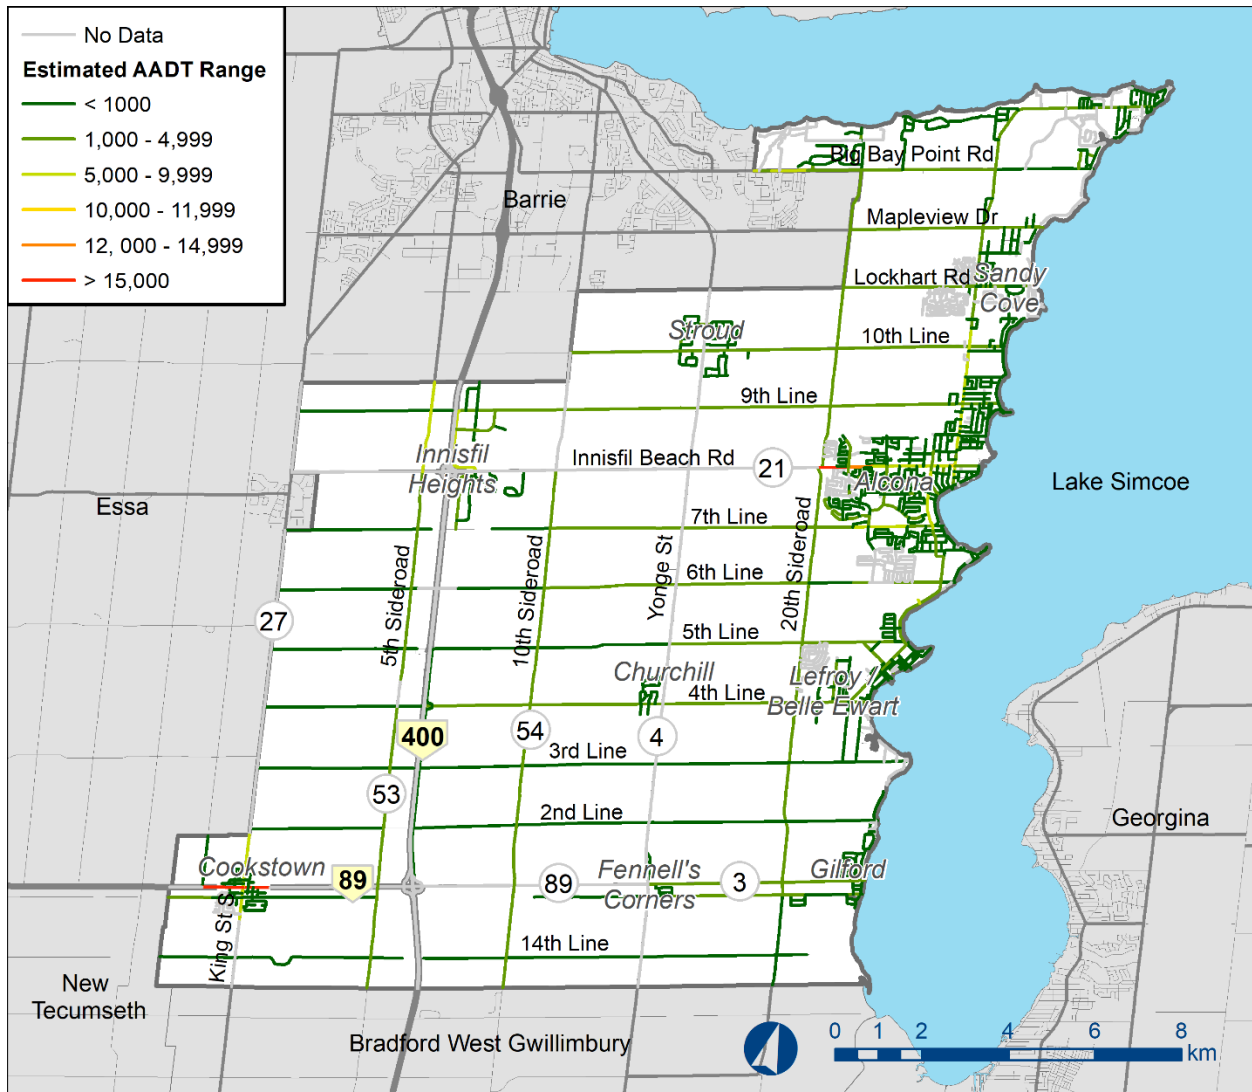 No Data
Estimated AADT Range
< 1000
1,000 - 4,999
5,000 - 9,999
10,000 - 11,999
12, 000 - 14,999
> 15,000
Barrie
Big Bay Point Rd
Mapleview Dr
Lockhart Rd
Sandy
Cove
Stroud
10th Line
9th Line
Innisfil
Heights
Innisfil Beach Rd
21
Alcona
Lake Simcoe
Essa
7th Line
5th Sideroad
10th Sideroad
Yonge St
20th Sideroad
6th Line
27
5th Line
Churchill
4th Line
Lefroy /
Belle Ewart
400
54
4
3rd Line
53
2nd Line
Georgina
Cookstown
89
89
Fennell's
Corners
3
Gilford
King St S
14th Line
New
Tecumseth
Bradford West Gwillimbury
0 1 2 4 6 8
km